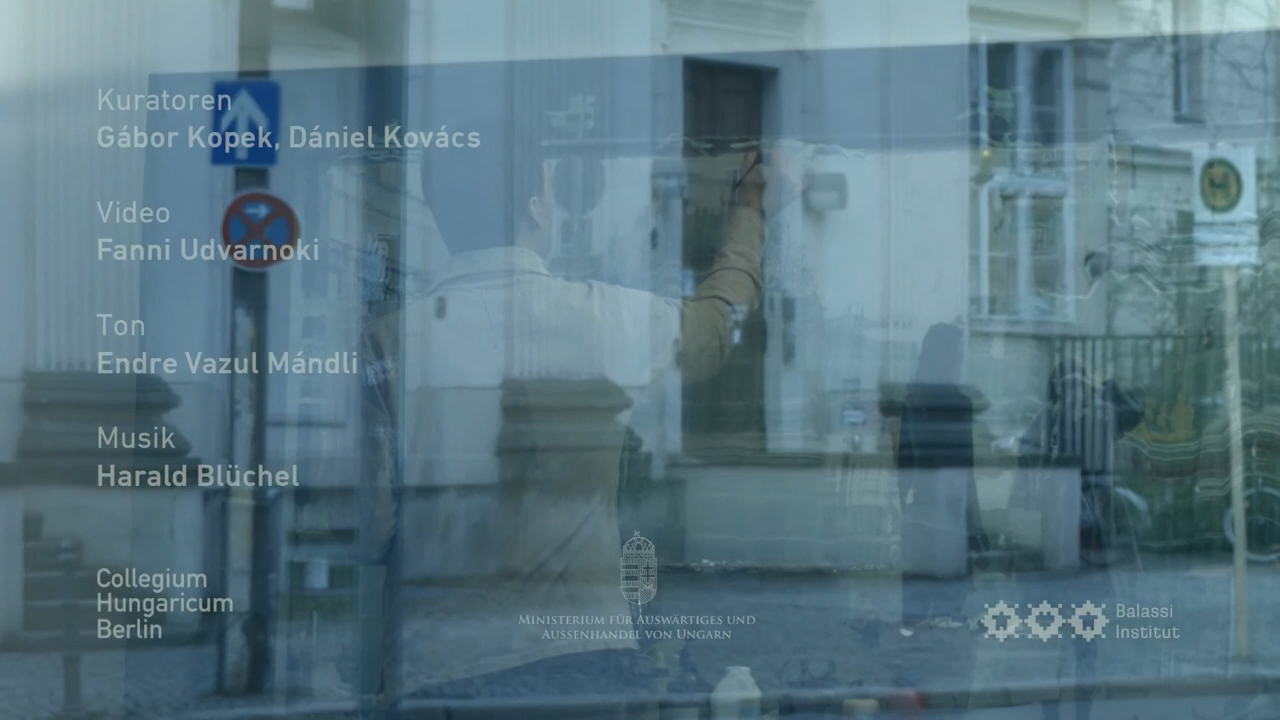 Kuratoren
Gábor Kopek, Dániel Kovács
Video
Fanni Udvarnoki
Ton
Endre Vazul Mándli
Musik
Harald Blüchel
Collegium
Hungaricum
Berlin
Ministerium für Auswärtiges und
Aussenhandel von Ungarn
Balassi
Institut